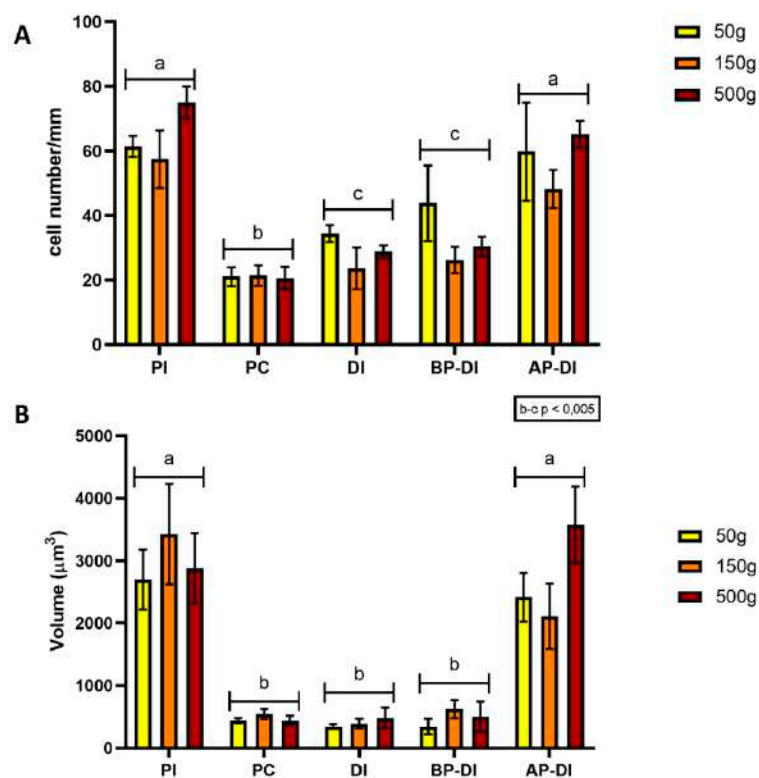 A
100
80
60
40
20
0
cell number/mm
a
b
c
c
a
PI
PC
DI
BP-DI
AP-DI
50g
150g
500g
b-c p < 0,005
B
5000
4000
3000
2000
1000
0
Volume (µm³)
a
b
b
b
a
PI
PC
DI
BP-DI
AP-DI
50g
150g
500g